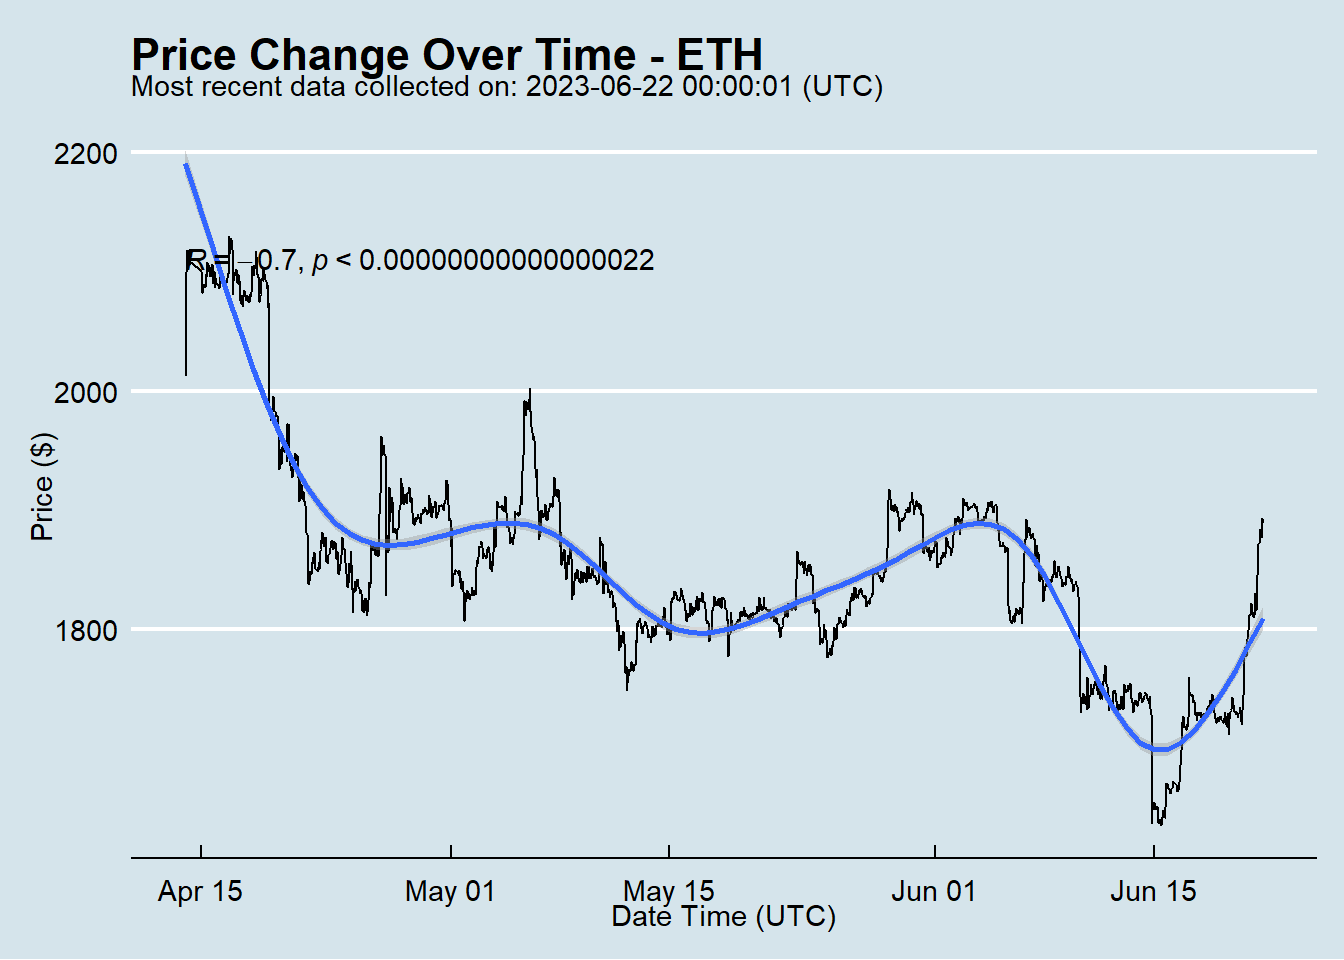 Price Change Over Time - ETH
Most recent data collected on: 2023-06-22 00:00:01 (UTC)
2200
R = −0.7, p < 0.00000000000000022
2000
Price ($)
1800
Apr 15 May 01 May 15 Jun 01 Jun 15
Date Time (UTC)